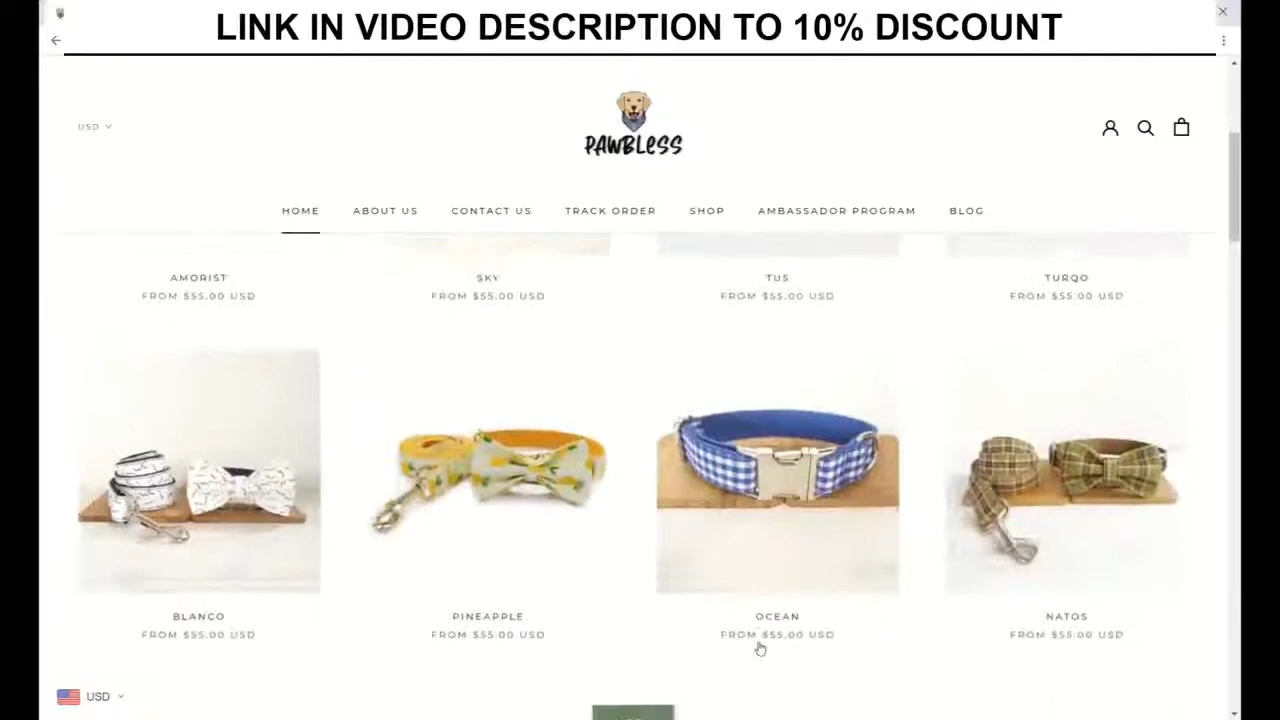 LINK IN VIDEO DESCRIPTION TO 10% DISCOUNT
USD
PAWBLESS
HOME ABOUT US CONTACT US TRACK ORDER SHOP AMBASSADOR PROGRAM BLOG
AMORIST SKY TUS TURQO
FROM $55.00 USD FROM $55.00 USD FROM $55.00 USD FROM $55.00 USD
BLANCO PINEAPPLE OCEAN NATOS
FROM $55.00 USD FROM $55.00 USD FROM $55.00 USD FROM $55.00 USD
USD